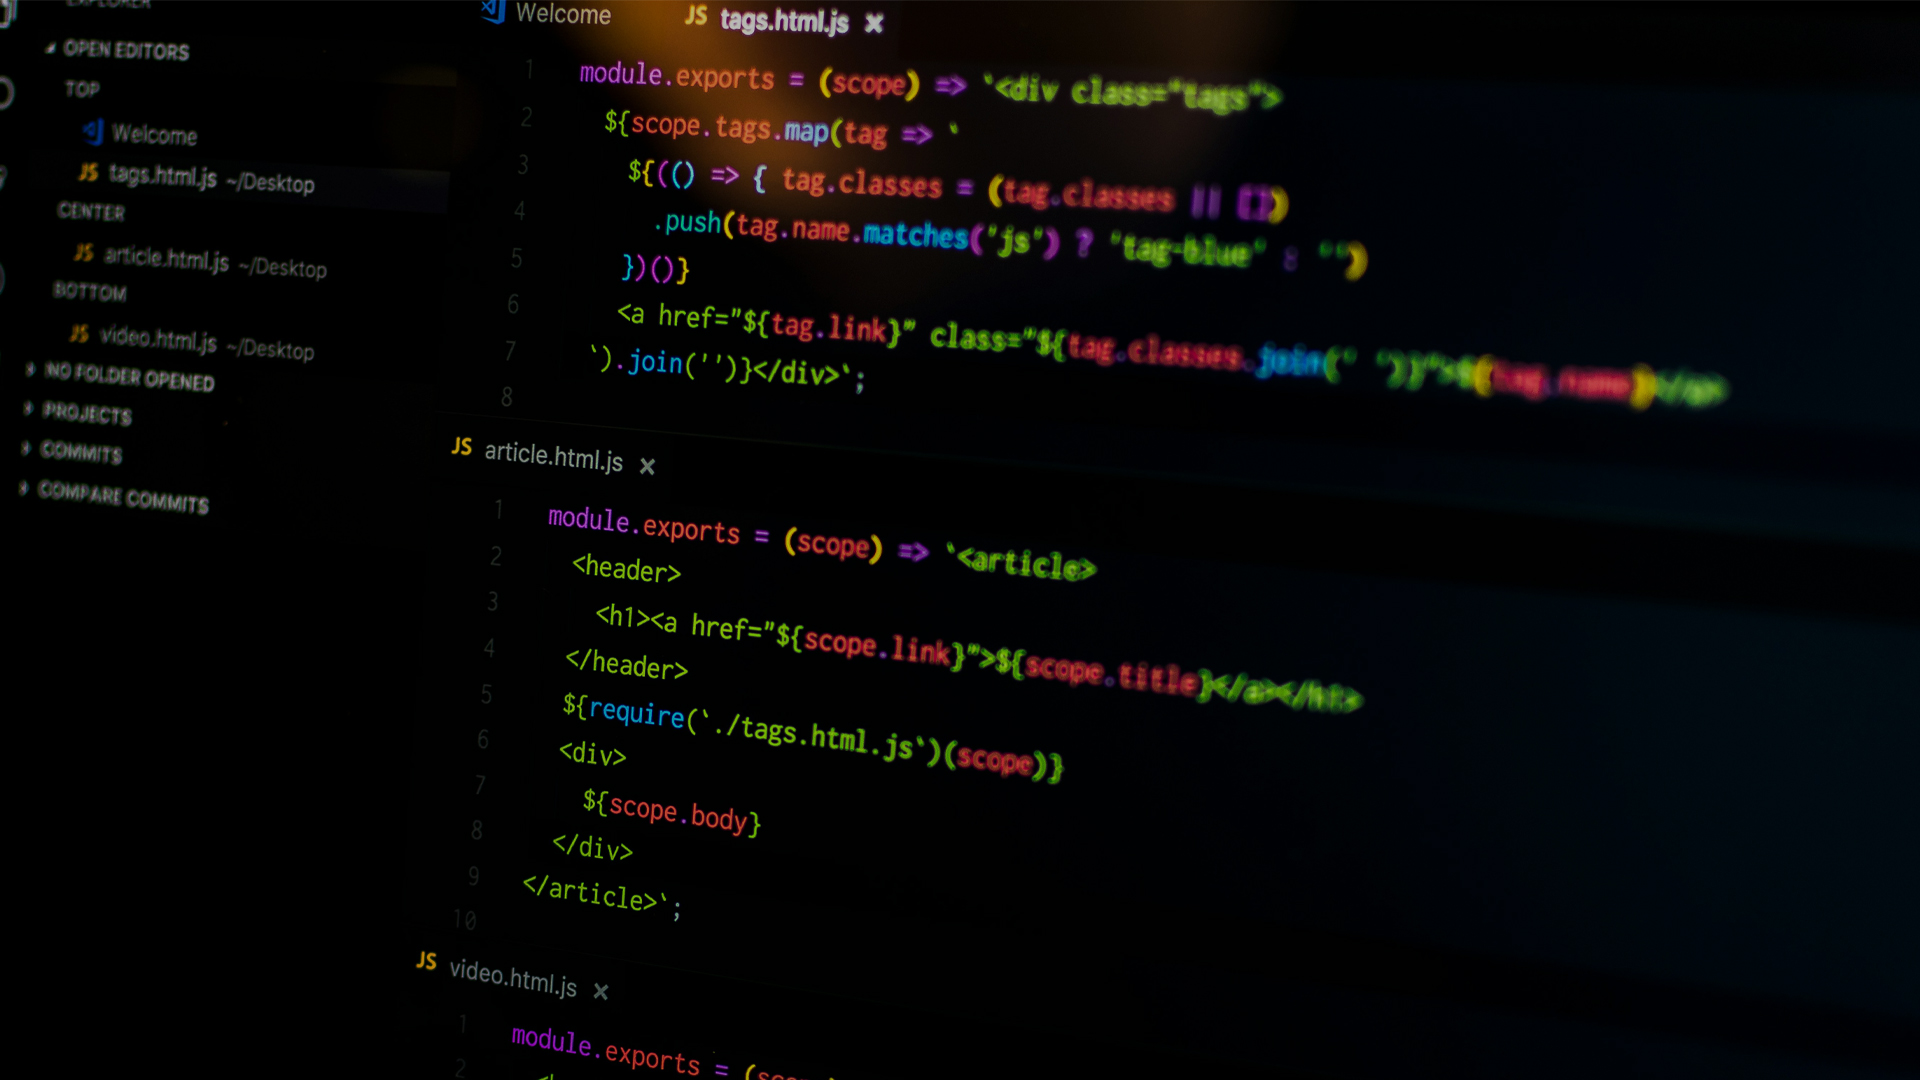 EXPLORER
OPEN EDITORS
TOP
Welcome
JS tags.html.js ~/Desktop
CENTER
JS article.html.js ~/Desktop
BOTTOM
JS video.html.js ~/Desktop
NO FOLDER OPENED
PROJECTS
COMMITS
COMPARE COMMITS
Welcome JS tags.html.js ×
1 module.exports = (scope) => `<div class="tags">
2 ${scope.tags.map(tag => `
3 ${(() => { tag.classes = (tag.classes || [])
4 .push(tag.name.matches('js') ? 'tag-blue' : '')
5 })()}
6 <a href="${tag.link}" class="${tag.classes.join(' ')}">${tag.name}</a>
7 `).join('')}</div>`;
8
JS article.html.js ×
1 module.exports = (scope) => `<article>
2 <header>
3 <h1><a href="${scope.link}">${scope.title}</a></h1>
4 </header>
5 ${require(`./tags.html.js`)(scope)}
6 <div>
7 ${scope.body}
8 </div>
9 </article>`;
10
JS video.html.js ×
1 module.exports = (scope)
2